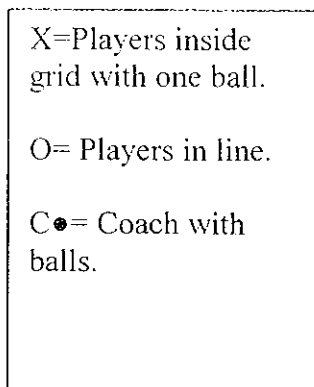 X=Players inside
grid with one ball.
O= Players in line.
C●= Coach with
balls.